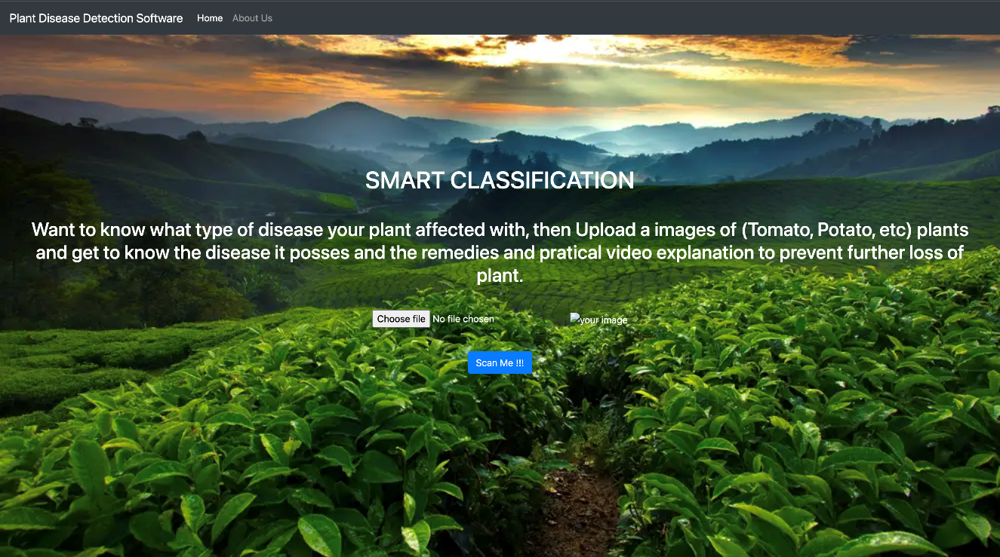 Plant Disease Detection Software Home About Us
SMART CLASSIFICATION
Want to know what type of disease your plant affected with, then Upload a images of (Tomato, Potato, etc) plants
and get to know the disease it posses and the remedies and pratical video explanation to prevent further loss of
plant.
Choose file No file chosen your image
Scan Me !!!